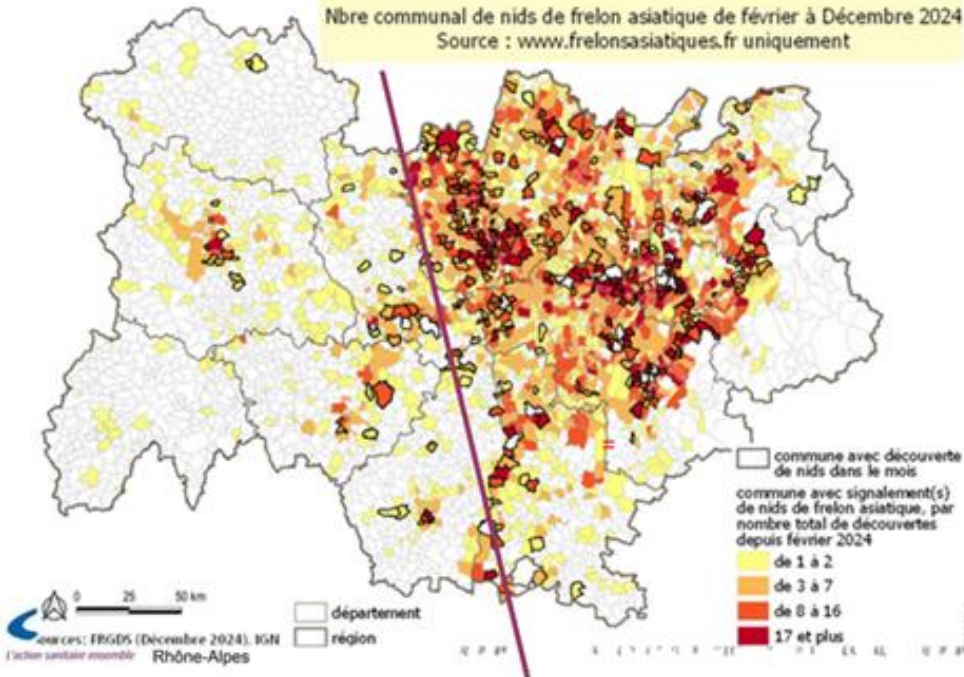 Nbre communal de nids de frelon asiatique de février à Décembre 2024
Source : www.frelonsasiatiques.fr uniquement
commune avec découverte
de nids dans le mois
commune avec signalement(s)
de nids de frelon asiatique, par
nombre total de découvertes
depuis février 2024
de 1 à 2
de 3 à 7
de 8 à 16
17 et plus
0 25 50 km
département
région
ources: FRGDS (Décembre 2024). IGN
L'action sanitaire ensemble Rhône-Alpes